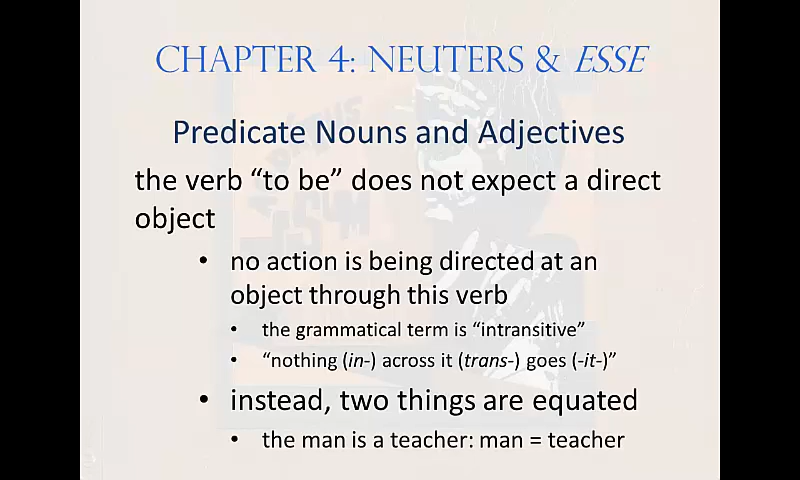 CHAPTER 4: NEUTERS & ESSE
Predicate Nouns and Adjectives
the verb “to be” does not expect a direct
object
• no action is being directed at an
object through this verb
• the grammatical term is “intransitive”
• “nothing (in-) across it (trans-) goes (-it-)”
• instead, two things are equated
• the man is a teacher: man = teacher